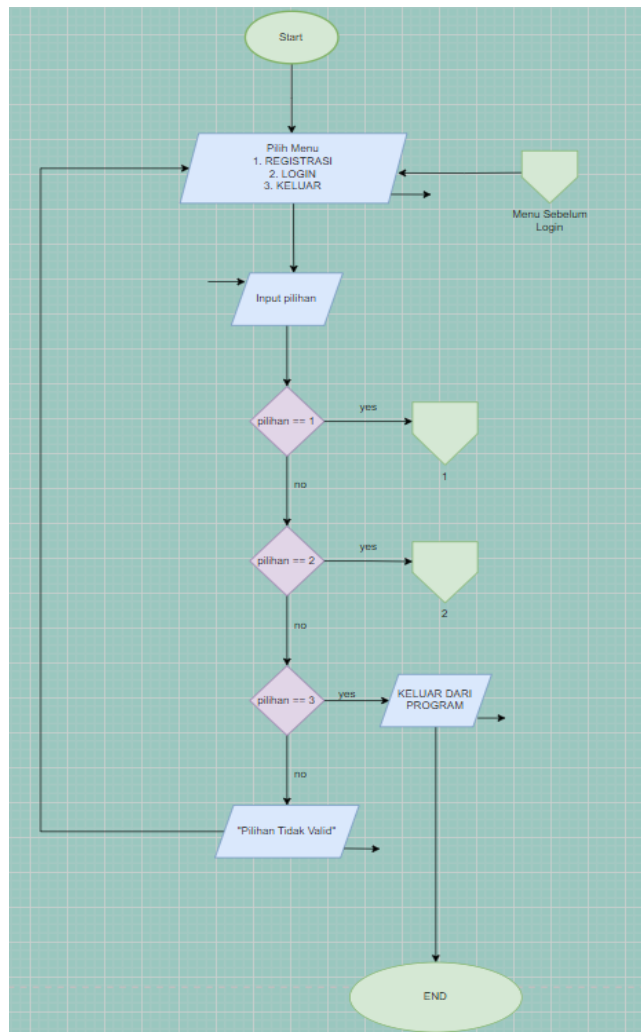 Start
Pilih Menu
1. REGISTRASI
2. LOGIN
3. KELUAR
Menu Sebelum
Login
Input pilihan
pilihan == 1
yes
1
no
pilihan == 2
yes
2
no
pilihan == 3
yes
KELUAR DARI
PROGRAM
no
"Pilihan Tidak Valid"
END